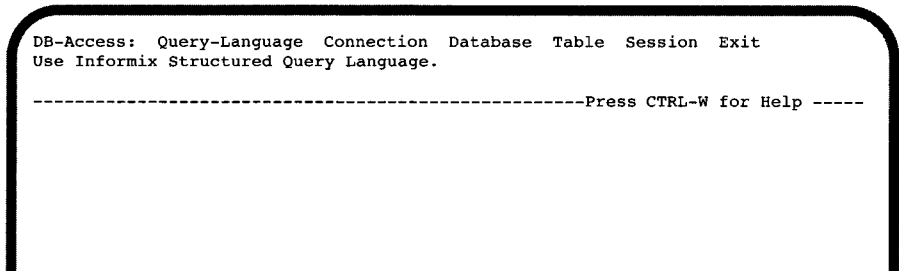 DB-Access:  Query-Language  Connection  Database  Table  Session  Exit
Use Informix Structured Query Language.
-----------------------------------------------------Press CTRL-W for Help -----